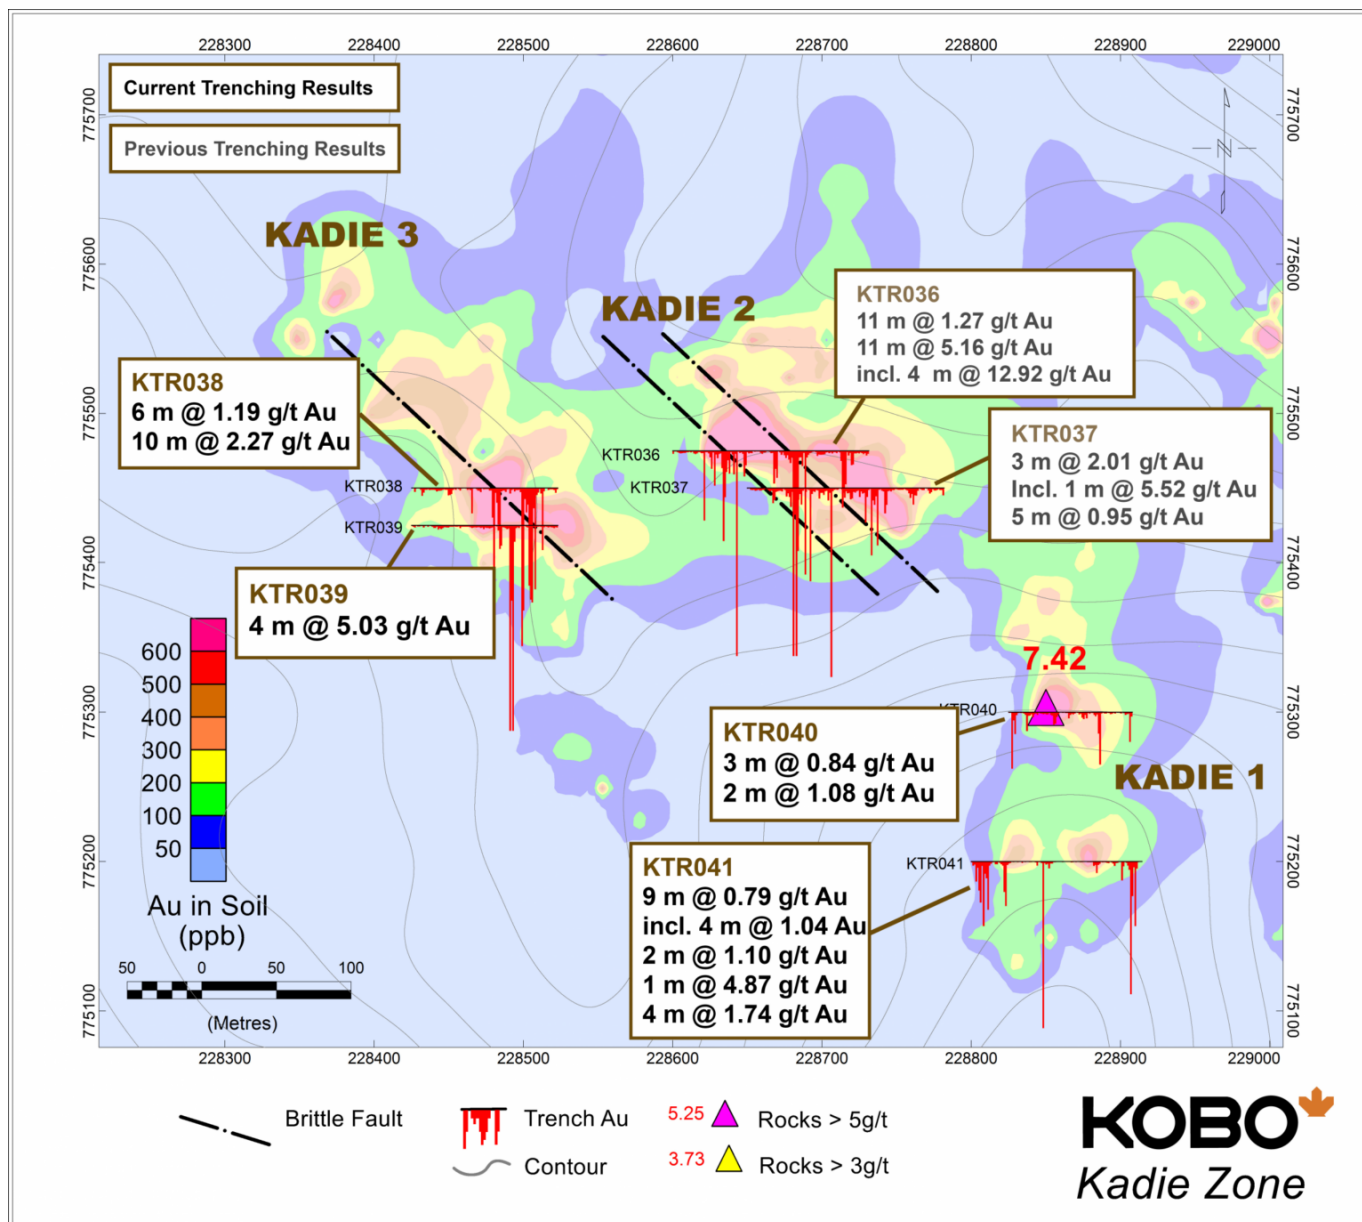 228300 228400 228500 228600 228700 228800 228900 229000
Current Trenching Results
Previous Trenching Results
775700
775600
775500
775400
775300
775200
775100
775700
775600
775500
775400
775300
775200
775100
N
KADIE 3
KADIE 2
KADIE 1
KTR036
11 m @ 1.27 g/t Au
11 m @ 5.16 g/t Au
incl. 4 m @ 12.92 g/t Au
KTR038
6 m @ 1.19 g/t Au
10 m @ 2.27 g/t Au
KTR037
3 m @ 2.01 g/t Au
Incl. 1 m @ 5.52 g/t Au
5 m @ 0.95 g/t Au
KTR036
KTR037
KTR038
KTR039
KTR039
4 m @ 5.03 g/t Au
7.42
KTR040
KTR040
3 m @ 0.84 g/t Au
2 m @ 1.08 g/t Au
KTR041
KTR041
9 m @ 0.79 g/t Au
incl. 4 m @ 1.04 Au
2 m @ 1.10 g/t Au
1 m @ 4.87 g/t Au
4 m @ 1.74 g/t Au
600
500
400
300
200
100
50
Au in Soil
(ppb)
50 0 50 100
(Metres)
228300 228400 228500 228600 228700 228800 228900 229000
Brittle Fault
Trench Au
Contour
5.25 Rocks > 5g/t
3.73 Rocks > 3g/t
KOBO
Kadie Zone